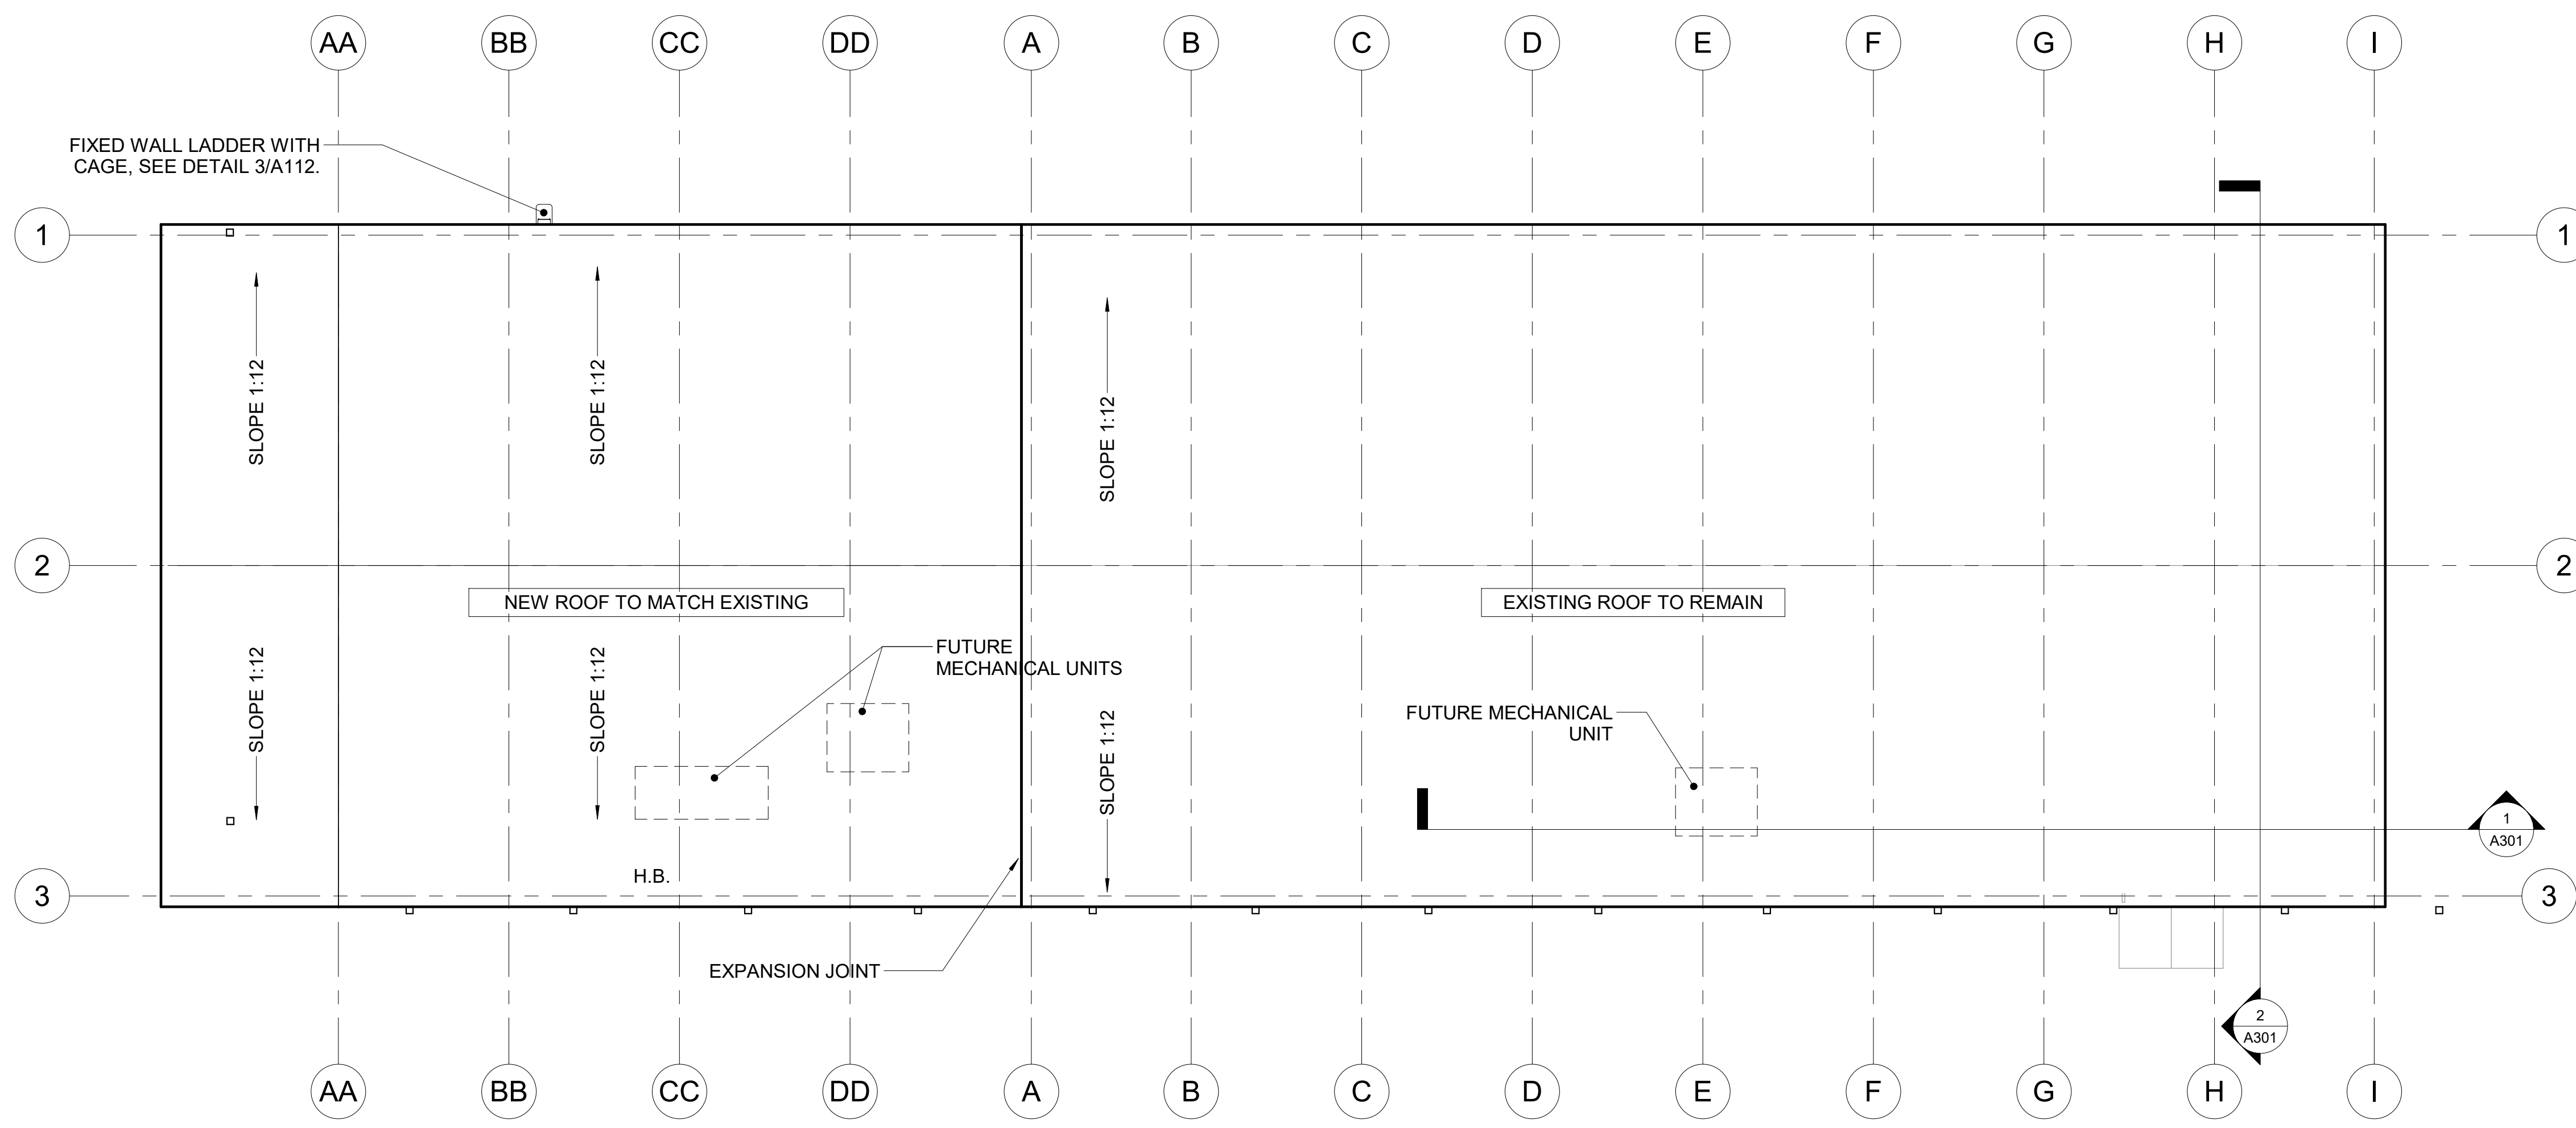 AA BB CC DD A B C D E F G H I
FIXED WALL LADDER WITH
CAGE, SEE DETAIL 3/A112.
1 1
SLOPE 1:12 SLOPE 1:12 SLOPE 1:12
2 2
NEW ROOF TO MATCH EXISTING EXISTING ROOF TO REMAIN
FUTURE
MECHANICAL UNITS
SLOPE 1:12 SLOPE 1:12 SLOPE 1:12
FUTURE MECHANICAL
UNIT
1
A301
H.B.
3 3
EXPANSION JOINT
2
A301
AA BB CC DD A B C D E F G H I